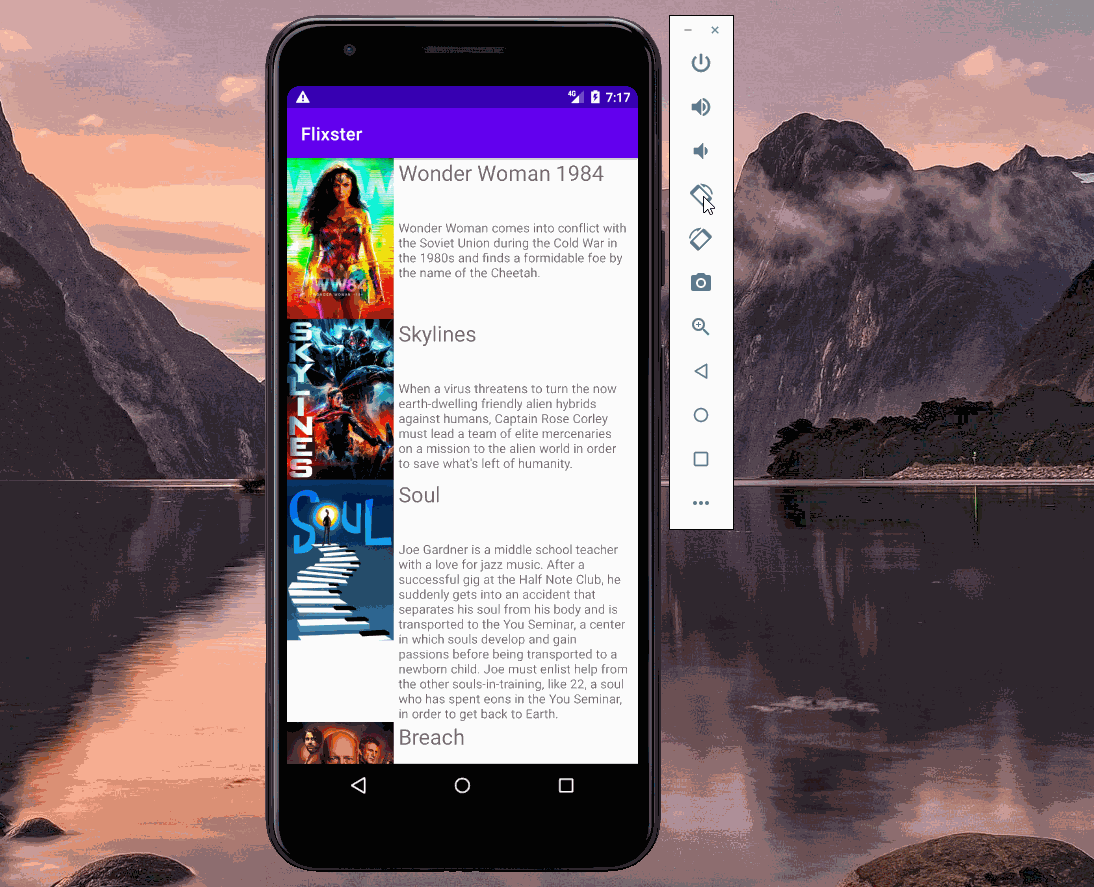 4G 7:17
Flixster
WW
WW84
WONDER WOMAN 1984
Wonder Woman 1984
Wonder Woman comes into conflict with
the Soviet Union during the Cold War in
the 1980s and finds a formidable foe by
the name of the Cheetah.
SKYLINES
Skylines
When a virus threatens to turn the now
earth-dwelling friendly alien hybrids
against humans, Captain Rose Corley
must lead a team of elite mercenaries
on a mission to the alien world in order
to save what's left of humanity.
SOUL
Soul
Joe Gardner is a middle school teacher
with a love for jazz music. After a
successful gig at the Half Note Club, he
suddenly gets into an accident that
separates his soul from his body and is
transported to the You Seminar, a center
in which souls develop and gain
passions before being transported to a
newborn child. Joe must enlist help from
the other souls-in-training, like 22, a soul
who has spent eons in the You Seminar,
in order to get back to Earth.
Breach